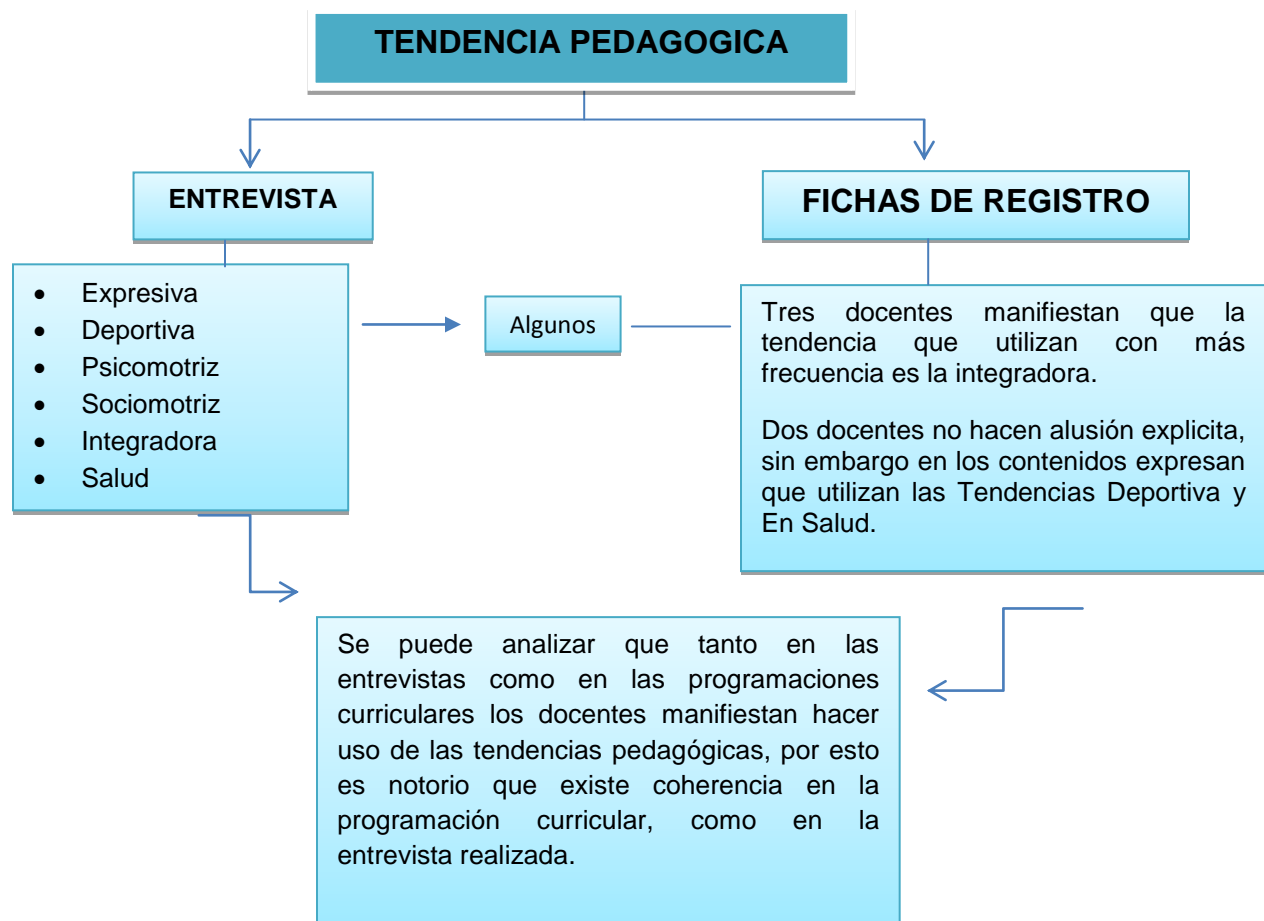 TENDENCIA PEDAGOGICA
ENTREVISTA
FICHAS DE REGISTRO
• Expresiva
• Deportiva
• Psicomotriz
• Sociomotriz
• Integradora
• Salud
Algunos
Tres docentes manifiestan que la
tendencia que utilizan con más
frecuencia es la integradora.
Dos docentes no hacen alusión explicita,
sin embargo en los contenidos expresan
que utilizan las Tendencias Deportiva y
En Salud.
Se puede analizar que tanto en las
entrevistas como en las programaciones
curriculares los docentes manifiestan hacer
uso de las tendencias pedagógicas, por esto
es notorio que existe coherencia en la
programación curricular, como en la
entrevista realizada.